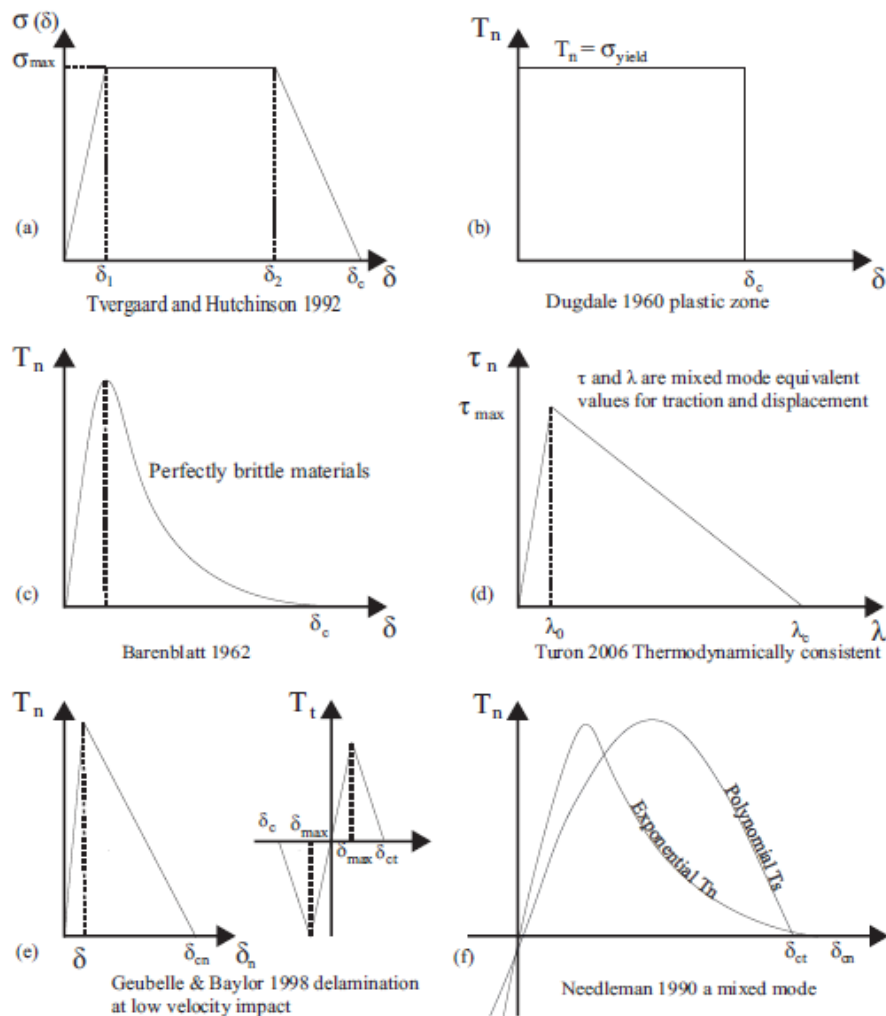 σ (δ)
σmax
(a)
δ1
δ2
δc
δ
Tvergaard and Hutchinson 1992
Tn
Tn = σyield
(b)
δc
δ
Dugdale 1960 plastic zone
Tn
Perfectly brittle materials
(c)
δc
δ
Barenblatt 1962
τn
τ and λ are mixed mode equivalent
values for traction and displacement
τmax
(d)
λ0
λc
λ
Turon 2006 Thermodynamically consistent
Tn
(e)
δ
δcn
δn
Tt
δc
δmax
δmax
δct
Geubelle & Baylor 1998 delamination
at low velocity impact
Tn
Exponential Tn
Polynomial Ts
(f)
δct
δcn
Needleman 1990 a mixed mode